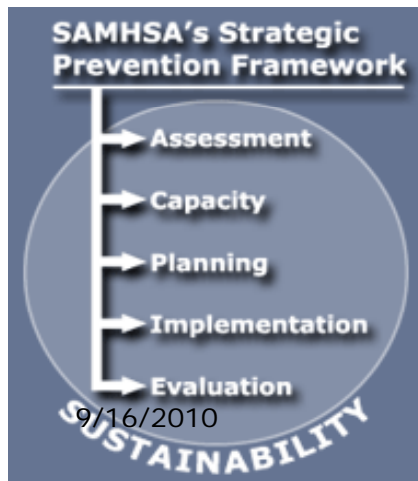 SAMHSA's Strategic
Prevention Framework
Assessment
Capacity
Planning
Implementation
Evaluation
9/16/2010
SUSTAINABILITY